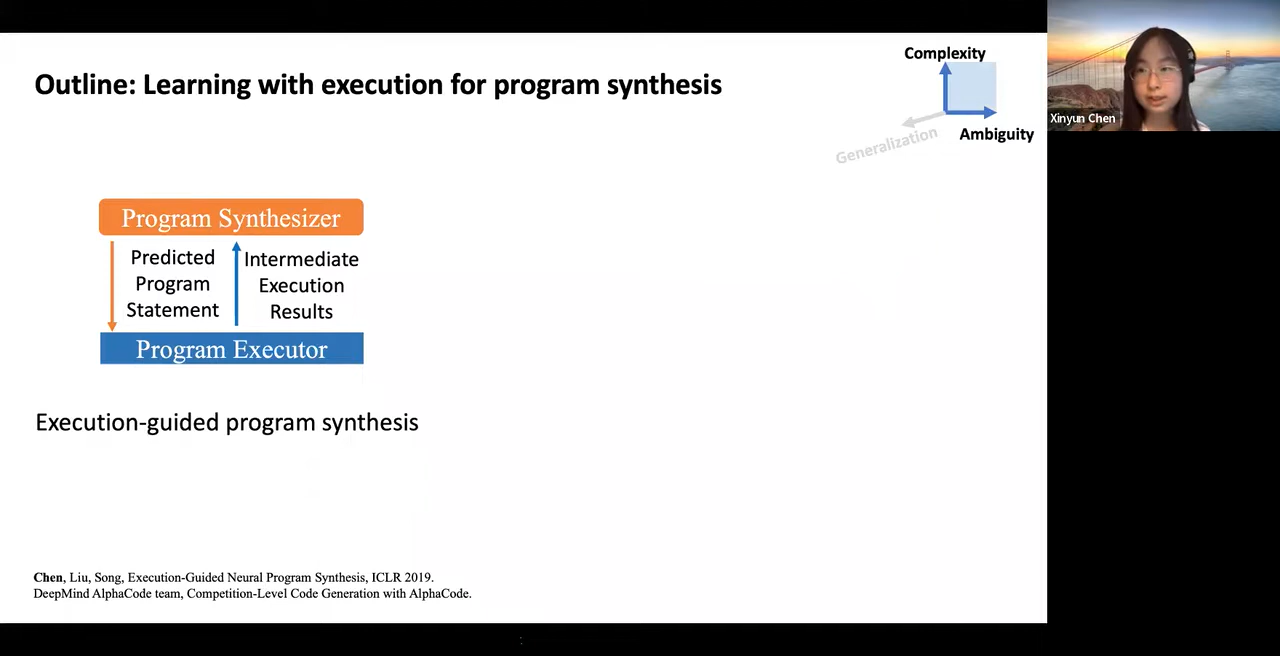 Outline: Learning with execution for program synthesis
Complexity
Ambiguity
Generalization
Xinyun Chen
Program Synthesizer
Predicted
Program
Statement
Intermediate
Execution
Results
Program Executor
Execution-guided program synthesis
Chen, Liu, Song, Execution-Guided Neural Program Synthesis, ICLR 2019.
DeepMind AlphaCode team, Competition-Level Code Generation with AlphaCode.